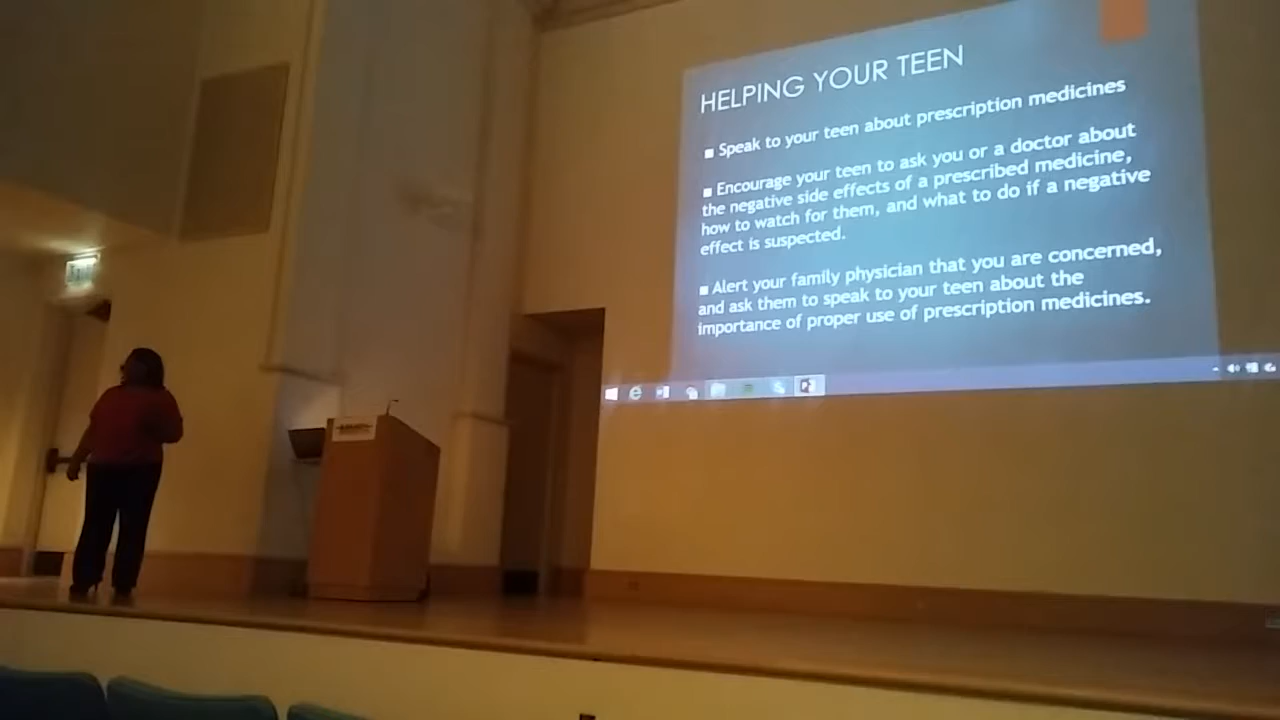 HELPING YOUR TEEN
■ Speak to your teen about prescription medicines
■ Encourage your teen to ask you or a doctor about
the negative side effects of a prescribed medicine,
how to watch for them, and what to do if a negative
effect is suspected.
■ Alert your family physician that you are concerned,
and ask them to speak to your teen about the
importance of proper use of prescription medicines.